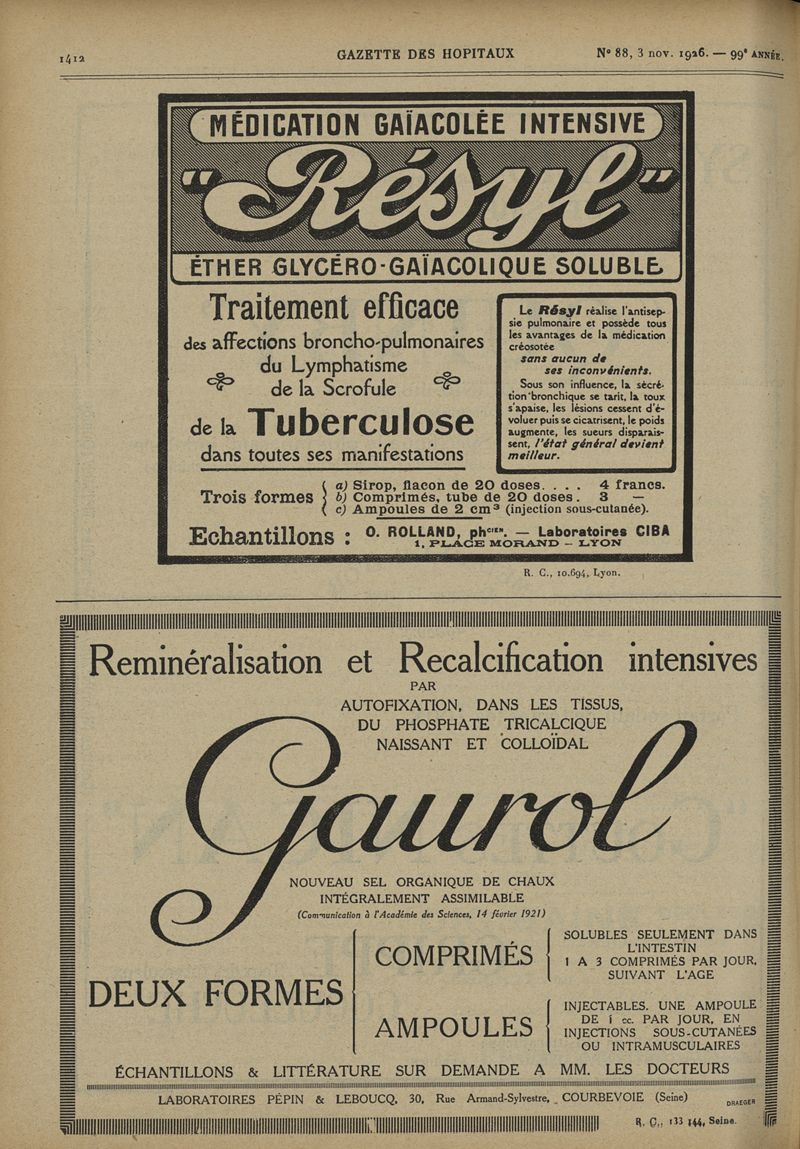 1412
GAZETTE DES HOPITAUX
N° 88, 3 nov. 1926. — 99e ANNÉE.
MÉDICATION GAÏACOLÉE INTENSIVE
"Résyl"
ÉTHER GLYCÉRO-GAÏACOLIQUE SOLUBLE
Traitement efficace
des affections broncho-pulmonaires
du Lymphatisme
de la Scrofule
de la Tuberculose
dans toutes ses manifestations
Le Résyl réalise l'antisep-
sie pulmonaire et possède tous
les avantages de la médication
créosotée
sans aucun de
ses inconvénients.
Sous son influence, la sécré-
tion bronchique se tarit, la toux
s'apaise, les lésions cessent d'é-
voluer puis se cicatrisent, le poids
augmente, les sueurs disparais-
sent, l'état général devient
meilleur.
Trois formes
a) Sirop, flacon de 20 doses. . . . 4 francs.
b) Comprimés, tube de 20 doses. 3 —
c) Ampoules de 2 cm³ (injection sous-cutanée).
Echantillons : O. ROLLAND, phcien. — Laboratoires CIBA
1, PLACE MORAND — LYON
R. C., 10.694, Lyon.
Reminéralisation et Recalcification intensives
PAR
AUTOFIXATION, DANS LES TISSUS,
DU PHOSPHATE TRICALCIQUE
NAISSANT ET COLLOÏDAL
Gaurol
NOUVEAU SEL ORGANIQUE DE CHAUX
INTÉGRALEMENT ASSIMILABLE
(Communication à l'Académie des Sciences, 14 février 1921)
DEUX FORMES
COMPRIMÉS
SOLUBLES SEULEMENT DANS
L'INTESTIN
1 A 3 COMPRIMÉS PAR JOUR,
SUIVANT L'AGE
AMPOULES
INJECTABLES. UNE AMPOULE
DE 1 cc. PAR JOUR, EN
INJECTIONS SOUS-CUTANÉES
OU INTRAMUSCULAIRES
ÉCHANTILLONS & LITTÉRATURE SUR DEMANDE A MM. LES DOCTEURS
LABORATOIRES PÉPIN & LEBOUCQ, 30, Rue Armand-Sylvestre, COURBEVOIE (Seine)
DRAEGER
R. C., 133 144, Seine.